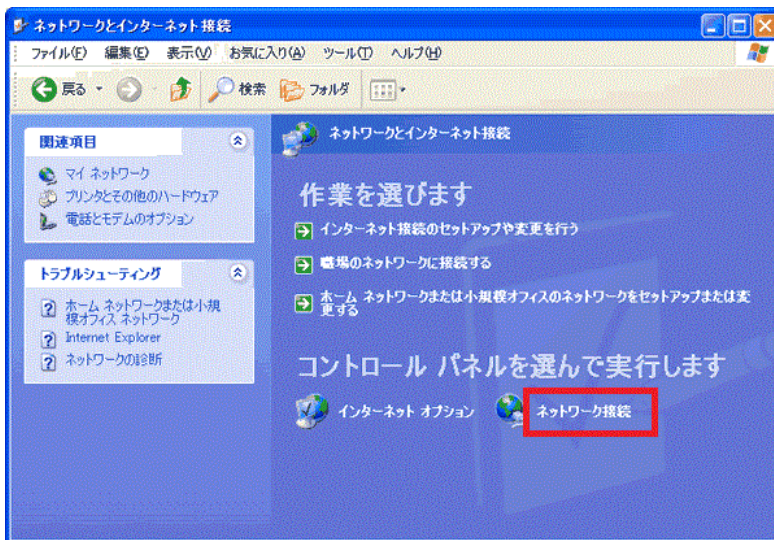 ネットワークとインターネット接続
ファイル(F) 編集(E) 表示(V) お気に入り(A) ツール(T) ヘルプ(H)
戻る 検索 フォルダ
関連項目
マイ ネットワーク
プリンタとその他のハードウェア
電話とモデムのオプション
トラブルシューティング
ホーム ネットワークまたは小規
模オフィス ネットワーク
Internet Explorer
ネットワークの診断
ネットワークとインターネット接続
作業を選びます
インターネット接続のセットアップや変更を行う
職場のネットワークに接続する
ホーム ネットワークまたは小規模オフィスのネットワークをセットアップまたは変
更する
コントロール パネルを選んで実行します
インターネット オプション ネットワーク接続